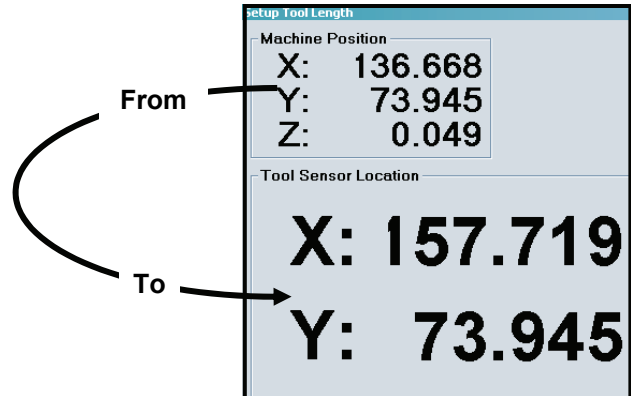 Setup Tool Length
Machine Position
X: 136.668
From
Y: 73.945
Z: 0.049
Tool Sensor Location
X: 157.719
To
Y: 73.945